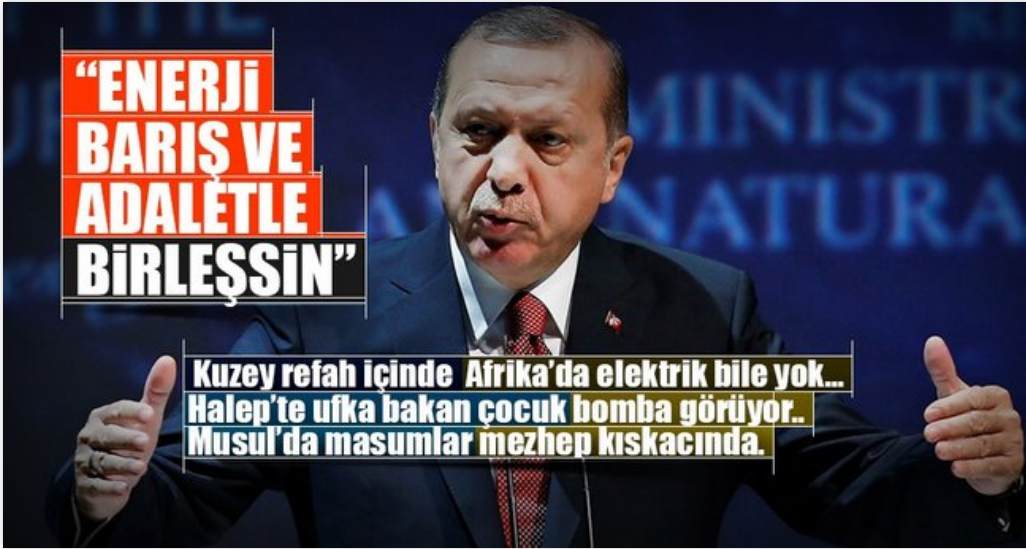 “ENERJİ
BARIŞ VE
ADALETLE
BİRLEŞSİN”
Kuzey refah içinde Afrika’da elektrik bile yok...
Halep’te ufka bakan çocuk bomba görüyor..
Musul’da masumlar mezhep kıskacında.
MINISTR
NATURA